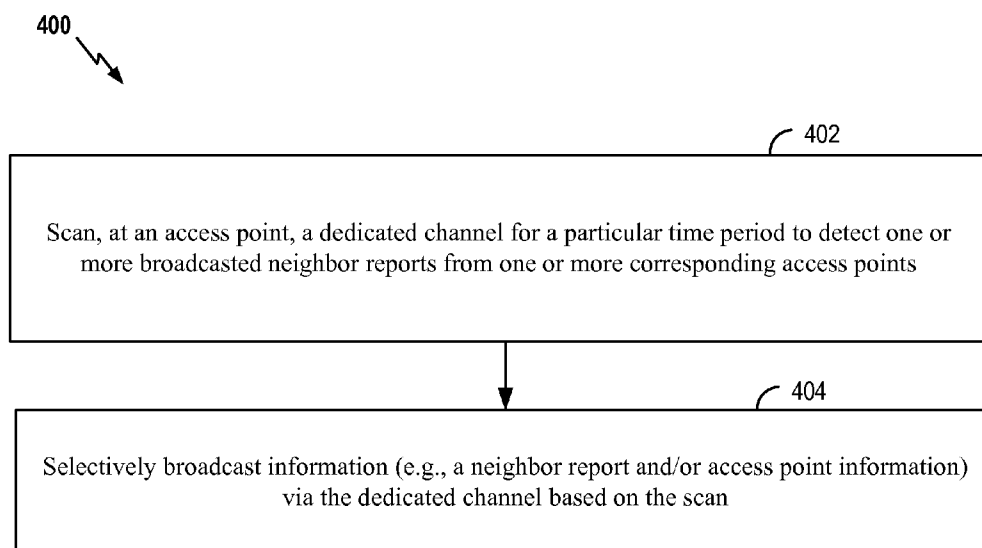 400
402
Scan, at an access point, a dedicated channel for a particular time period to detect one or
more broadcasted neighbor reports from one or more corresponding access points
404
Selectively broadcast information (e.g., a neighbor report and/or access point information)
via the dedicated channel based on the scan